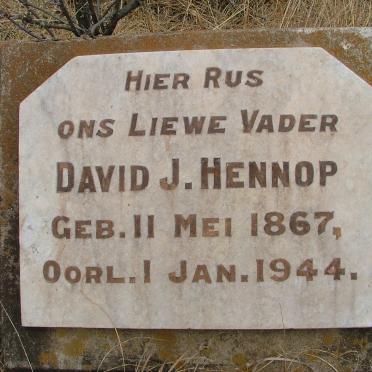 Hier Rus
ons Liewe Vader
David J. Hennop
Geb. 11 Mei 1867,
Oorl. 1 Jan. 1944.